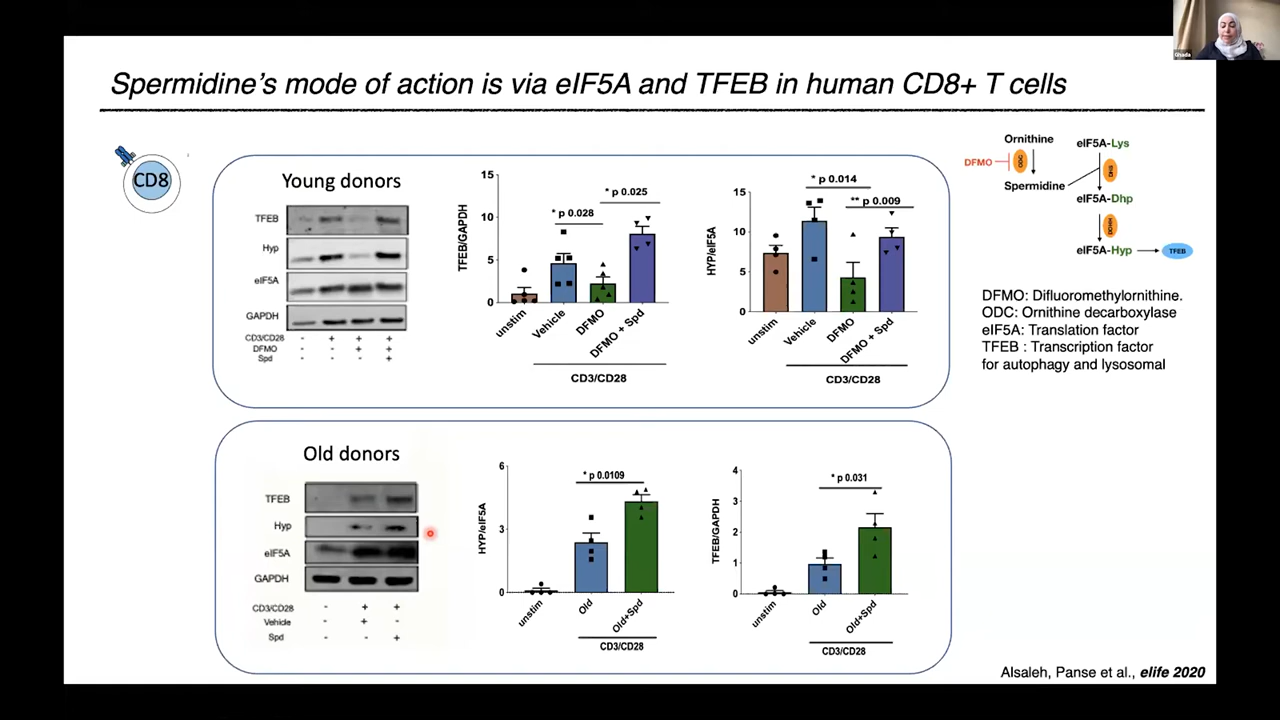 Ghada
Spermidine's mode of action is via eIF5A and TFEB in human CD8+ T cells
CD8
Young donors
TFEB
Hyp
eIF5A
GAPDH
CD3/CD28 - + + +
DFMO - - + +
Spd - - - +
TFEB/GAPDH
15
10
5
0
* p 0.028
* p 0.025
unstim
Vehicle
DFMO
DFMO + Spd
CD3/CD28
HYP/eIF5A
15
10
5
0
* p 0.014
** p 0.009
unstim
Vehicle
DFMO
DFMO + Spd
CD3/CD28
Ornithine
DFMO
ODC
Spermidine
eIF5A-Lys
DHS
eIF5A-Dhp
DOHH
eIF5A-Hyp
TFEB
DFMO: Difluoromethylornithine.
ODC: Ornithine decarboxylase
eIF5A: Translation factor
TFEB : Transcription factor
for autophagy and lysosomal
Old donors
TFEB
Hyp
eIF5A
GAPDH
CD3/CD28 - + +
Vehicle - + -
Spd - - +
HYP/eIF5A
6
3
0
* p 0.0109
unstim
Old
Old+Spd
CD3/CD28
TFEB/GAPDH
4
3
2
1
0
* p 0.031
unstim
Old
Old+Spd
CD3/CD28
Alsaleh, Panse et al., elife 2020